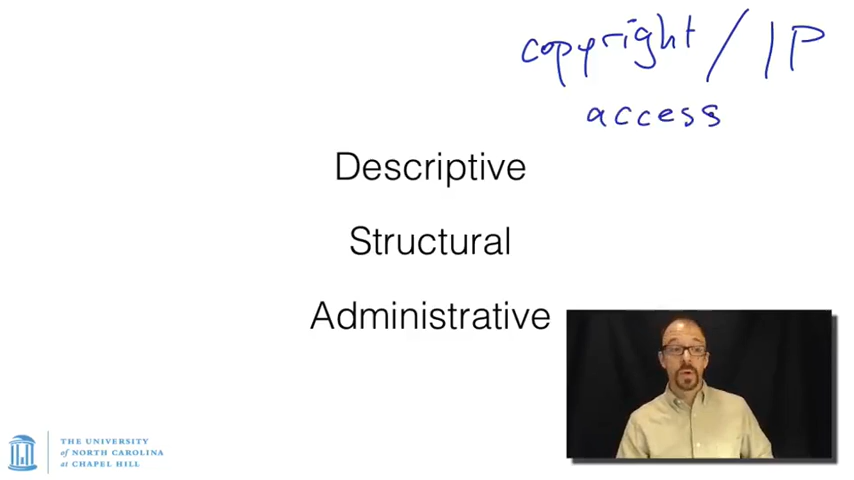 copyright / IP
access
Descriptive
Structural
Administrative
THE UNIVERSITY
of NORTH CAROLINA
at CHAPEL HILL